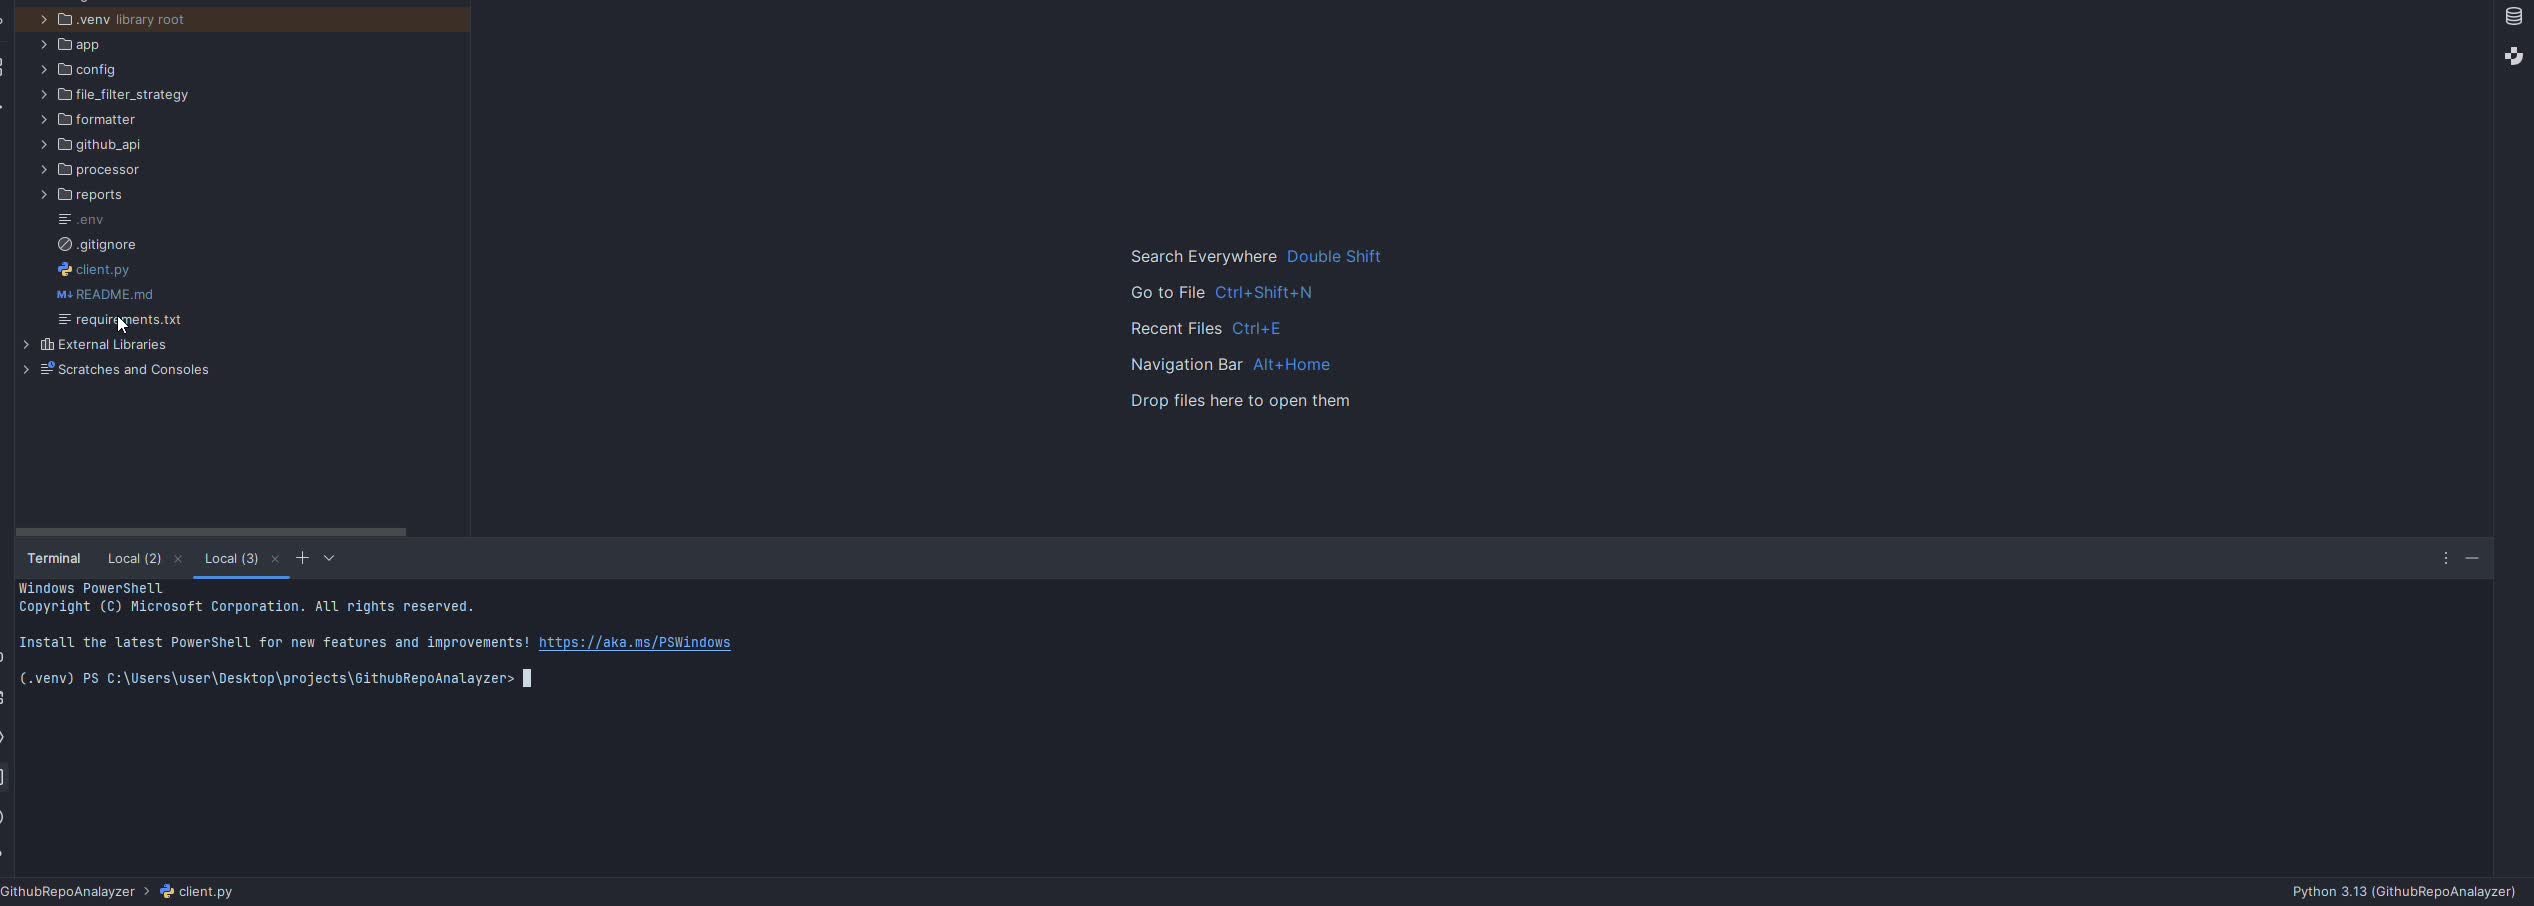 .venv library root
app
config
file_filter_strategy
formatter
github_api
processor
reports
.env
.gitignore
client.py
README.md
requirements.txt
External Libraries
Scratches and Consoles
Search Everywhere Double Shift
Go to File Ctrl+Shift+N
Recent Files Ctrl+E
Navigation Bar Alt+Home
Drop files here to open them
Terminal Local (2) Local (3)
Windows PowerShell
Copyright (C) Microsoft Corporation. All rights reserved.
Install the latest PowerShell for new features and improvements! https://aka.ms/PSWindows
(.venv) PS C:\Users\user\Desktop\projects\GithubRepoAnalayzer>
GithubRepoAnalayzer > client.py
Python 3.13 (GithubRepoAnalayzer)